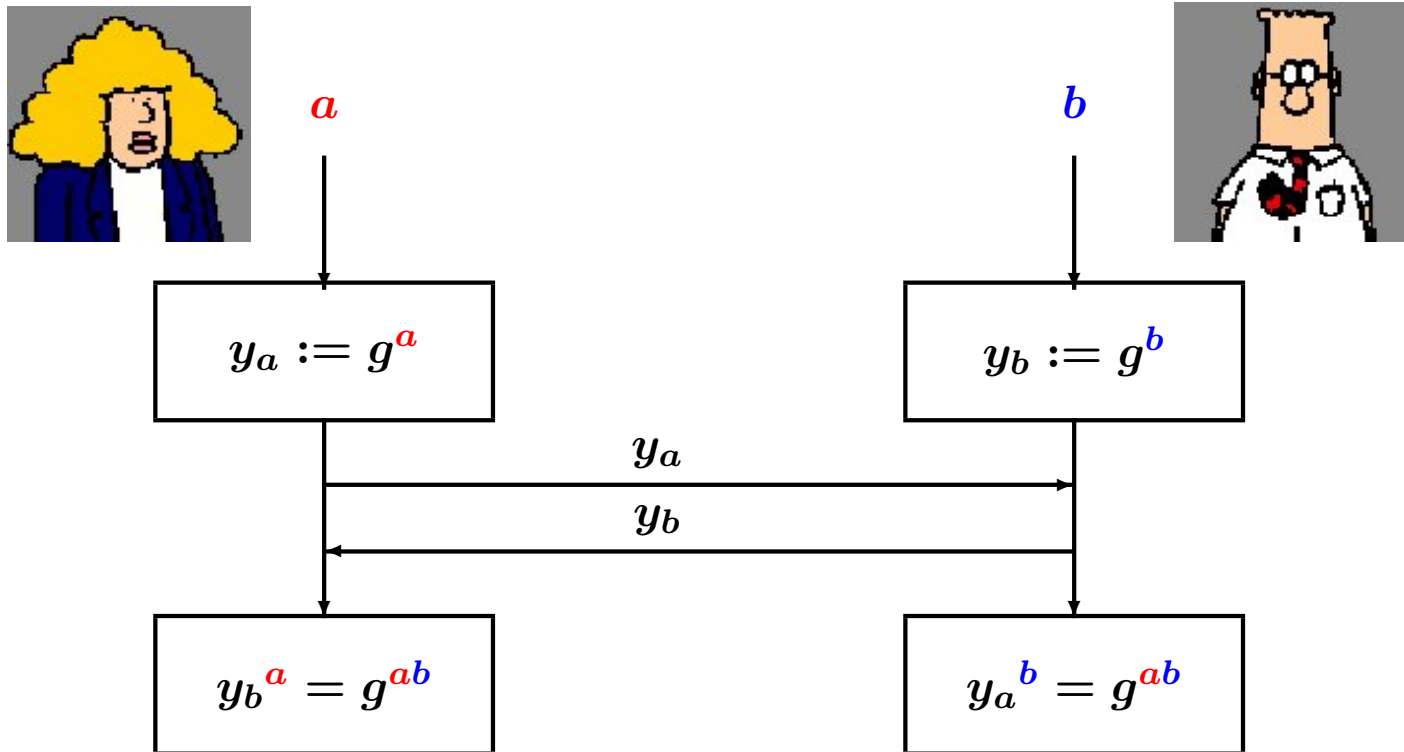 a b
y_a := g^a y_b := g^b
y_a
y_b
y_b^a = g^{ab} y_a^b = g^{ab}